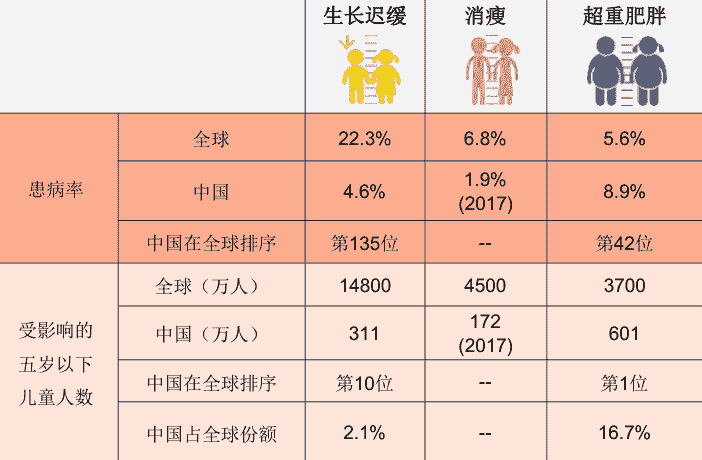 生长迟缓 消瘦 超重肥胖
患病率
全球 22.3% 6.8% 5.6%
中国 4.6% 1.9% (2017) 8.9%
中国在全球排序 第135位 -- 第42位
受影响的
五岁以下
儿童人数
全球（万人） 14800 4500 3700
中国（万人） 311 172 (2017) 601
中国在全球排序 第10位 -- 第1位
中国占全球份额 2.1% -- 16.7%